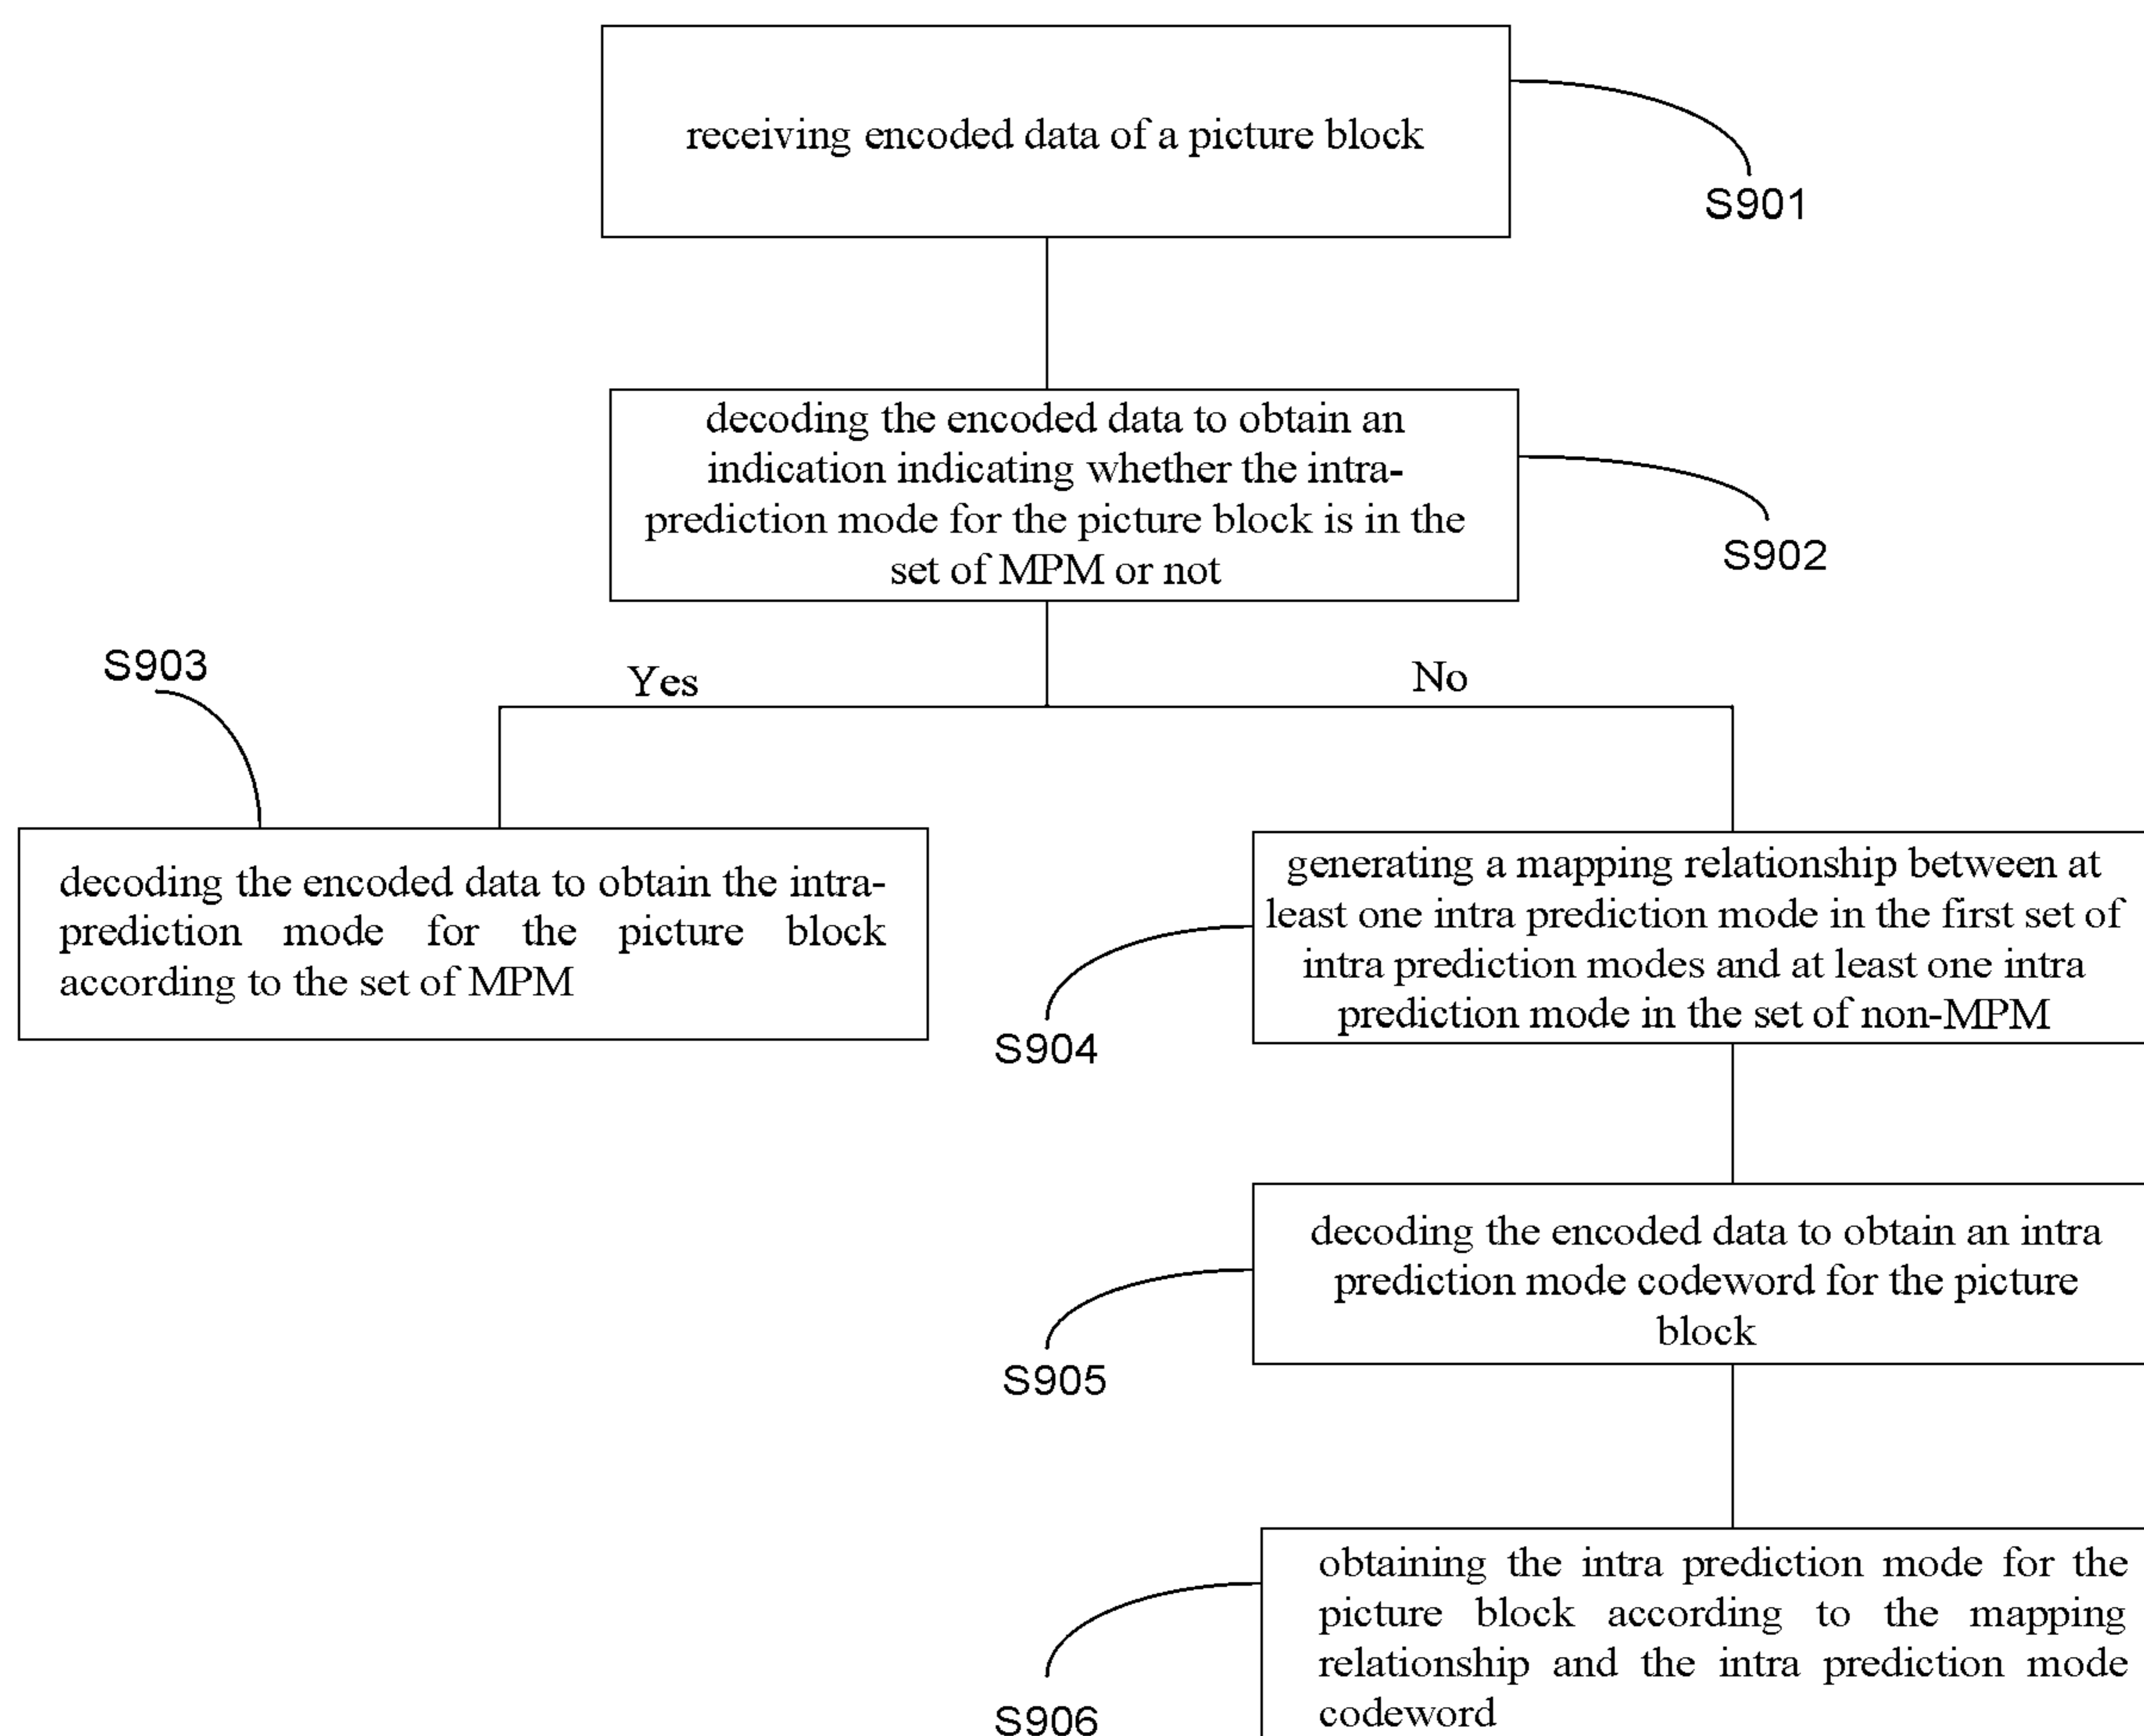 receiving encoded data of a picture block
S901
decoding the encoded data to obtain an
indication indicating whether the intra-
prediction mode for the picture block is in the
set of MPM or not
S902
Yes
No
S903
decoding the encoded data to obtain the intra-
prediction mode for the picture block
according to the set of MPM
generating a mapping relationship between at
least one intra prediction mode in the first set of
intra prediction modes and at least one intra
prediction mode in the set of non-MPM
S904
decoding the encoded data to obtain an intra
prediction mode codeword for the picture
block
S905
obtaining the intra prediction mode for the
picture block according to the mapping
relationship and the intra prediction mode
codeword
S906